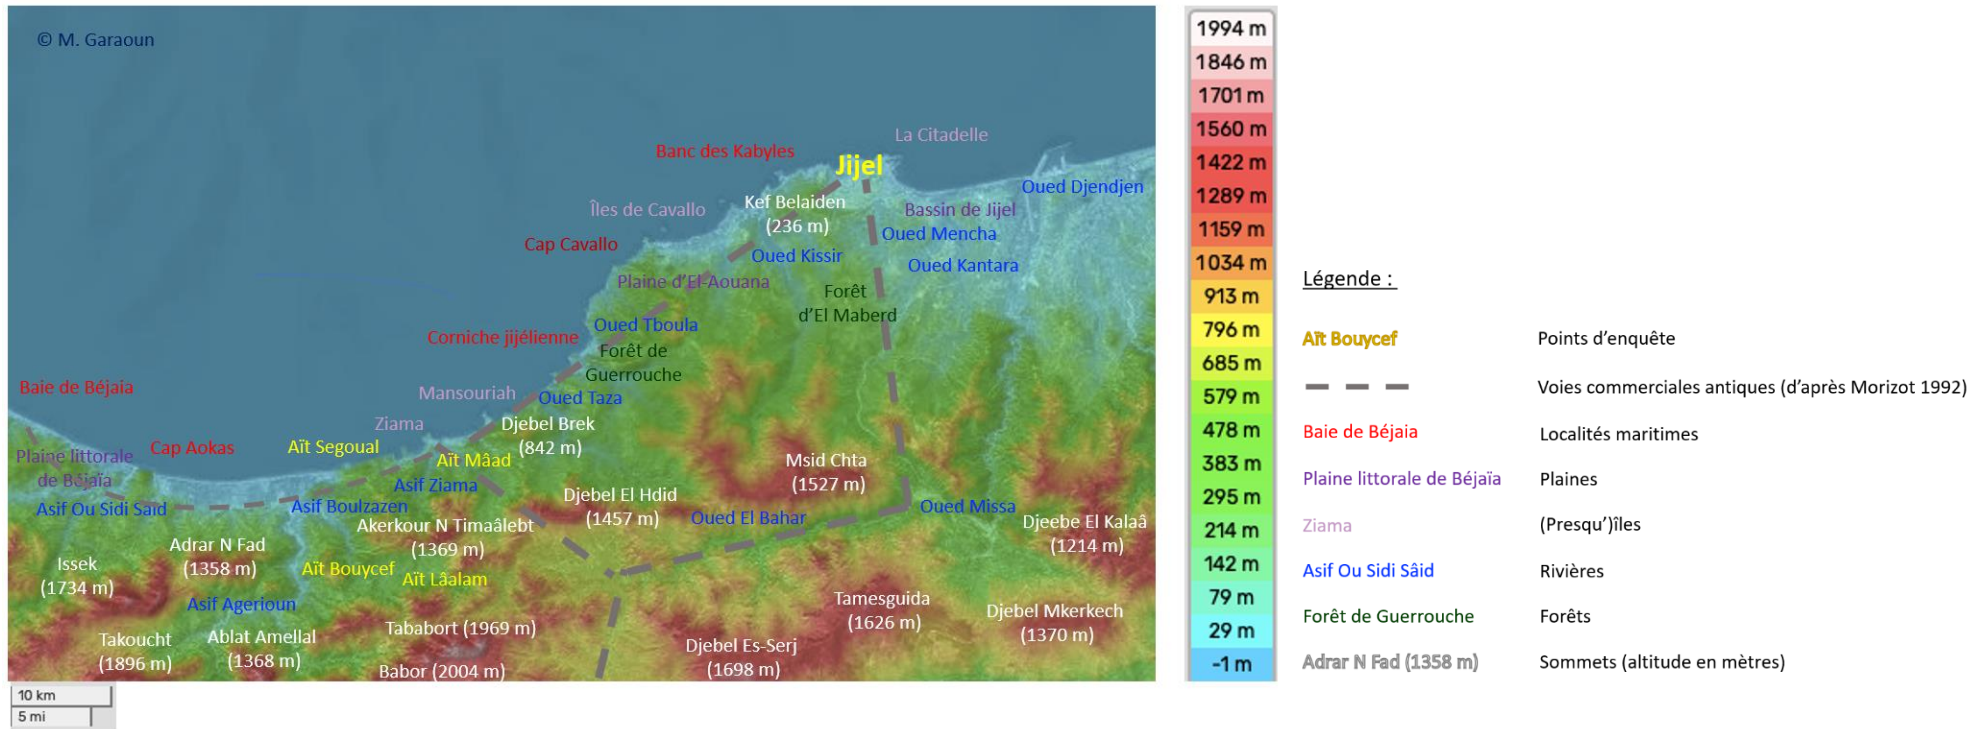 © M. Garaoun
La Citadelle
Banc des Kabyles
Jijel
Oued Djendjen
Kef Belaiden
(236 m)
Îles de Cavallo
Bassin de Jijel
Oued Mencha
Cap Cavallo
Oued Kissir
Oued Kantara
Plaine d'El-Aouana
Forêt
d'El Maberd
Oued Tboula
Corniche jijélienne
Forêt de
Guerrouche
Baie de Béjaia
Mansouriah
Oued Taza
Ziama
Djebel Brek
(842 m)
Cap Aokas
Aït Segoual
Plaine littorale
de Béjaïa
Aït Mâad
Msid Chta
(1527 m)
Asif Ziama
Djebel El Hdid
(1457 m)
Asif Ou Sidi Saïd
Asif Boulzazen
Oued Missa
Oued El Bahar
Akerkour N Timaâlebt
(1369 m)
Djeebe El Kalaâ
(1214 m)
Adrar N Fad
(1358 m)
Issek
(1734 m)
Aït Bouycef
Aït Lâalam
Asif Agerioun
Tamesguida
(1626 m)
Djebel Mkerkech
(1370 m)
Takoucht
(1896 m)
Ablat Amellal
(1368 m)
Tababort (1969 m)
Djebel Es-Serj
(1698 m)
Babor (2004 m)
10 km
5 mi
1994 m
1846 m
1701 m
1560 m
1422 m
1289 m
1159 m
1034 m
913 m
796 m
685 m
579 m
478 m
383 m
295 m
214 m
142 m
79 m
29 m
-1 m
Légende :
Aït Bouycef Points d'enquête
Voies commerciales antiques (d'après Morizot 1992)
Baie de Béjaia Localités maritimes
Plaine littorale de Béjaïa Plaines
Ziama (Presqu')îles
Asif Ou Sidi Sâid Rivières
Forêt de Guerrouche Forêts
Adrar N Fad (1358 m) Sommets (altitude en mètres)